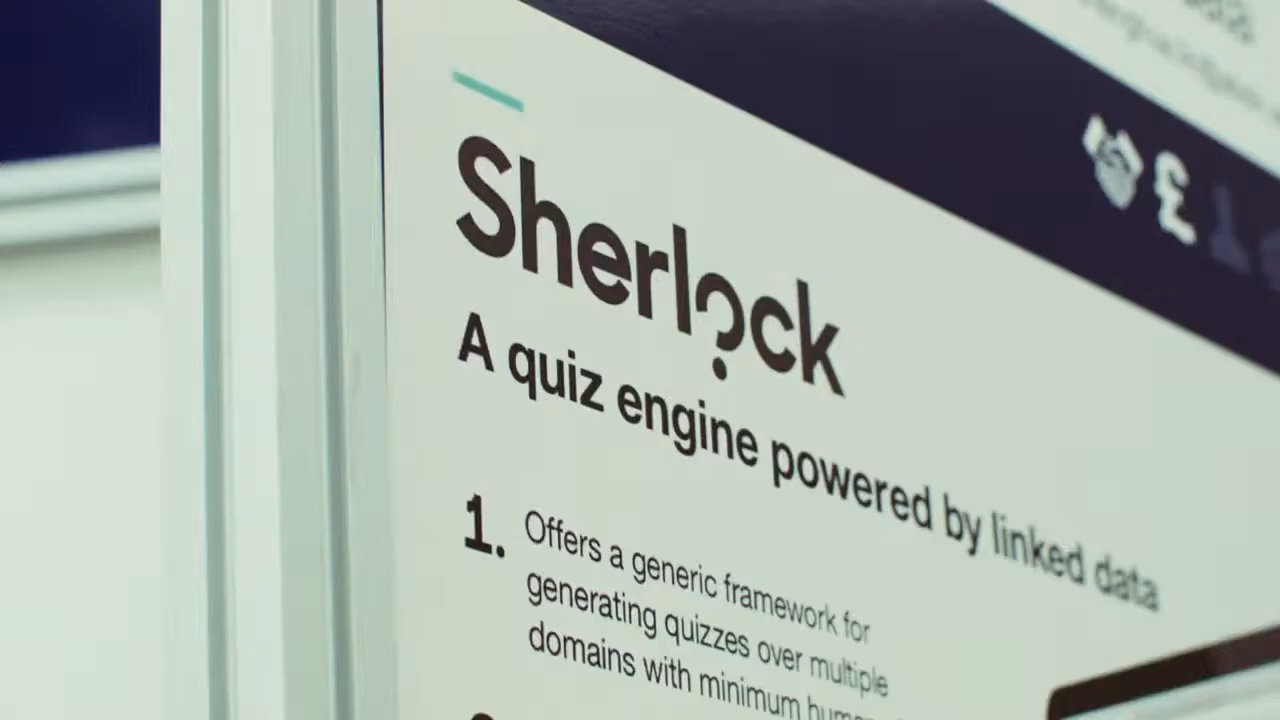 Sherlock
A quiz engine powered by linked data
1. Offers a generic framework for
generating quizzes over multiple
domains with minimum
£